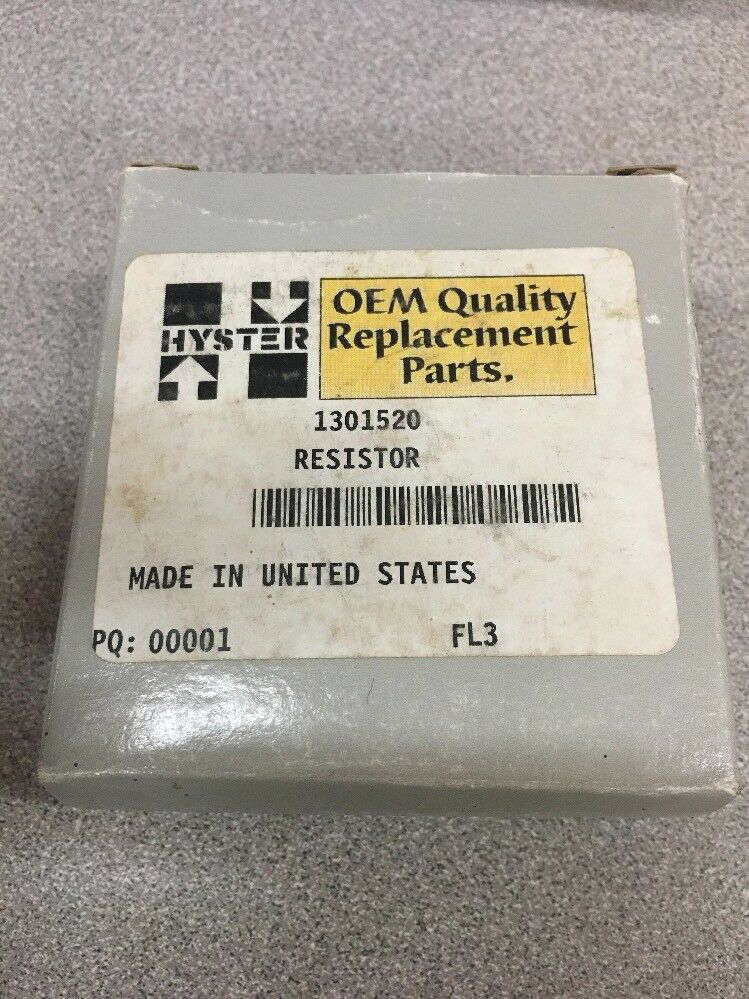 HYSTER
OEM Quality
Replacement
Parts.
1301520
RESISTOR
MADE IN UNITED STATES
PQ: 00001 FL3